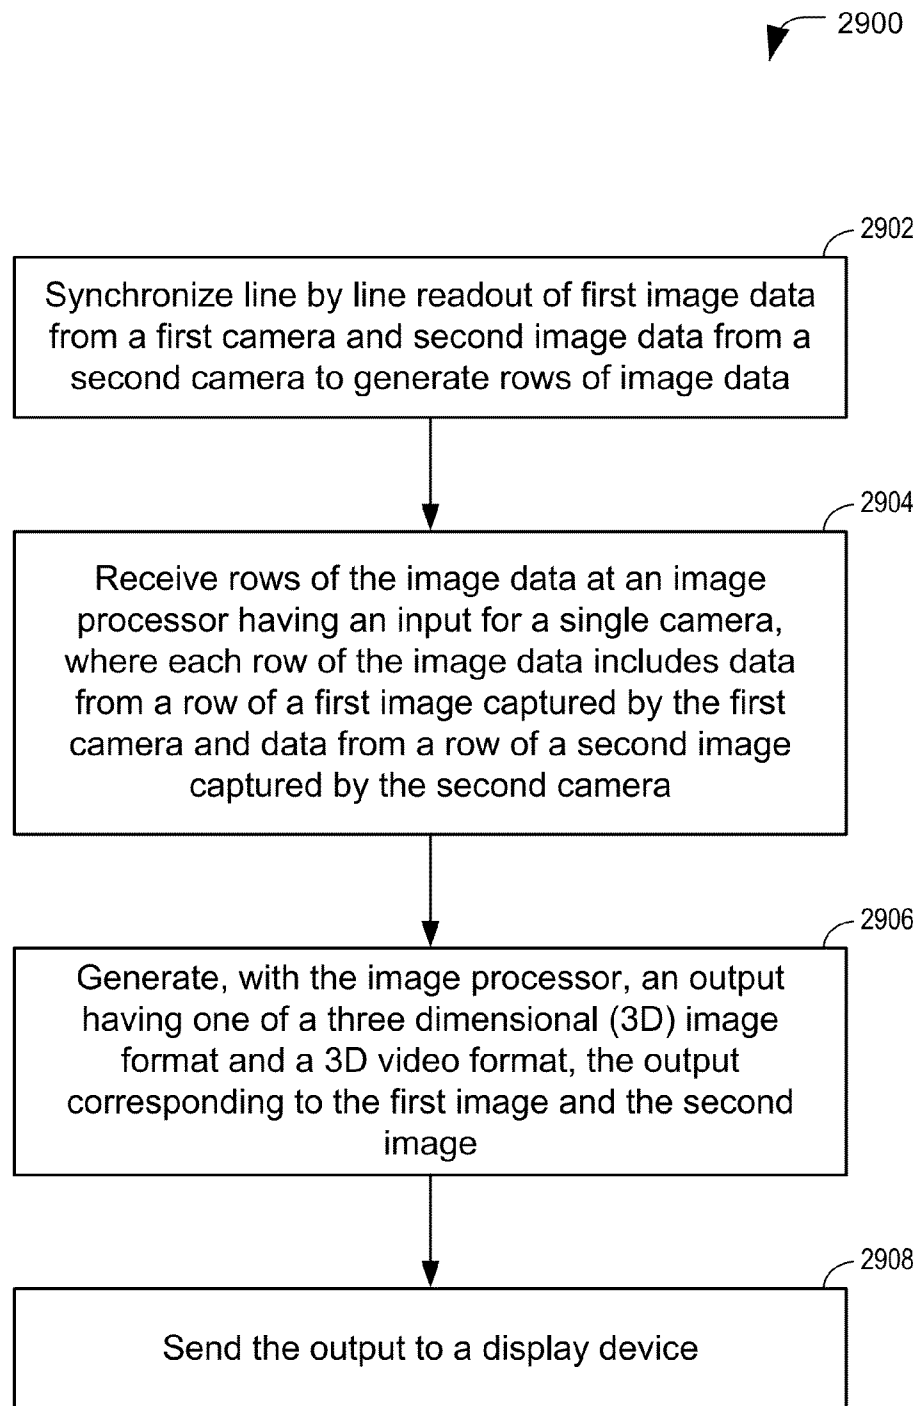 2900
2902
Synchronize line by line readout of first image data
from a first camera and second image data from a
second camera to generate rows of image data
2904
Receive rows of the image data at an image
processor having an input for a single camera,
where each row of the image data includes data
from a row of a first image captured by the first
camera and data from a row of a second image
captured by the second camera
2906
Generate, with the image processor, an output
having one of a three dimensional (3D) image
format and a 3D video format, the output
corresponding to the first image and the second
image
2908
Send the output to a display device